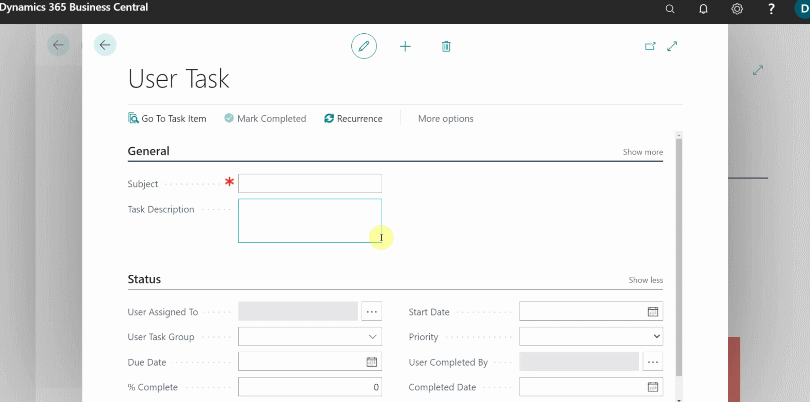 Dynamics 365 Business Central
?
D
User Task
Go To Task Item
Mark Completed
Recurrence
More options
General
Show more
Subject
*
Task Description
Status
Show less
User Assigned To
...
Start Date
User Task Group
Priority
Due Date
User Completed By
...
% Complete
0
Completed Date